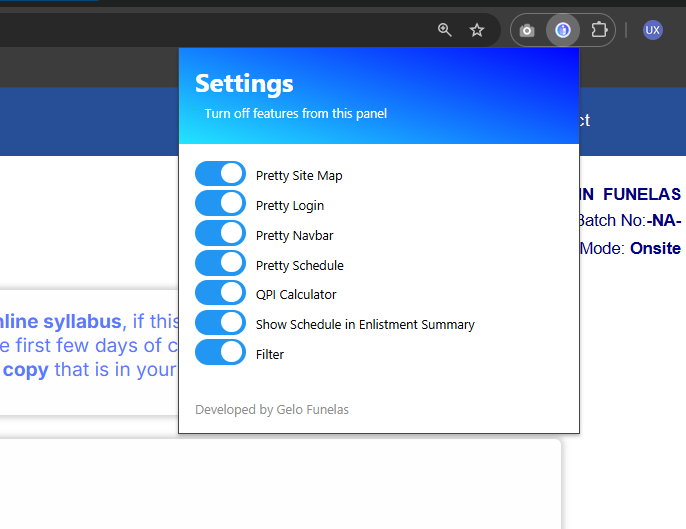 UX
Settings
Turn off features from this panel
ct
Pretty Site Map
Pretty Login
Pretty Navbar
Pretty Schedule
QPI Calculator
Show Schedule in Enlistment Summary
Filter
Developed by Gelo Funelas
IN FUNELAS
Batch No:-NA-
Mode: Onsite
nline syllabus, if this
e first few days of c
copy that is in your